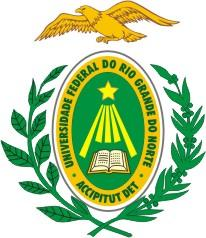 UNIVERSIDADE FEDERAL DO RIO GRANDE DO NORTE
ACCIPIT UT DET